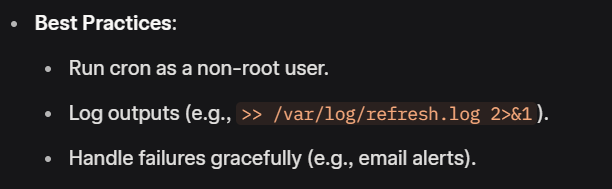 • Best Practices:
• Run cron as a non-root user.
• Log outputs (e.g., >> /var/log/refresh.log 2>&1).
• Handle failures gracefully (e.g., email alerts).